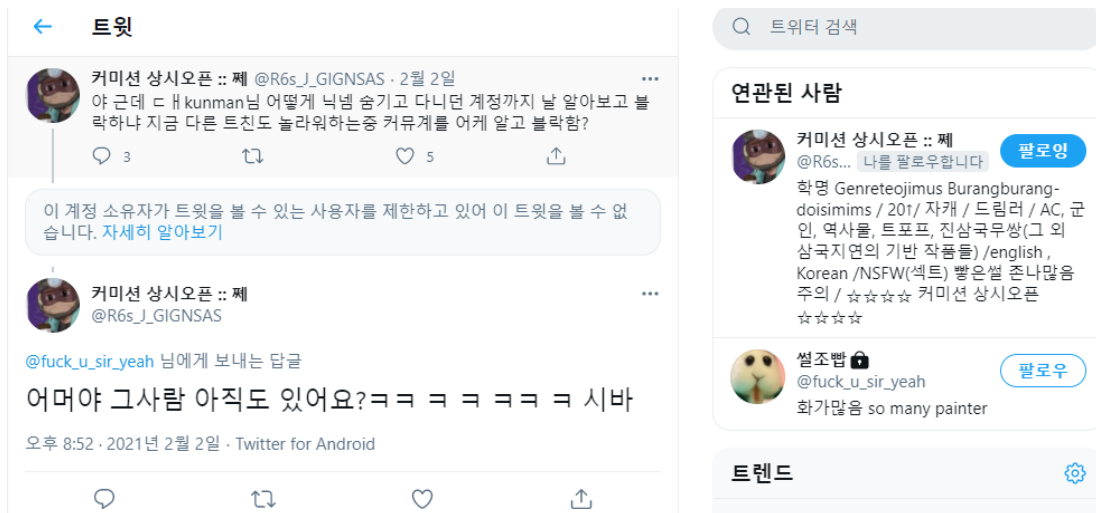 트윗
커미션 상시오픈 :: 쩨 @R6s_J_GIGNSAS · 2월 2일
야 근데 ㄷㅐkunman님 어떻게 닉넴 숨기고 다니던 계정까지 날 알아보고 블
락하냐 지금 다른 트친도 놀라워하는중 커뮤계를 어케 알고 블락함?
3 5
이 계정 소유자가 트윗을 볼 수 있는 사용자를 제한하고 있어 이 트윗을 볼 수 없
습니다. 자세히 알아보기
커미션 상시오픈 :: 쩨
@R6s_J_GIGNSAS
@fuck_u_sir_yeah 님에게 보내는 답글
어머야 그사람 아직도 있어요?ㅋㅋ ㅋ ㅋ ㅋㅋ ㅋ 시바
오후 8:52 · 2021년 2월 2일 · Twitter for Android
트위터 검색
연관된 사람
커미션 상시오픈 :: 쩨
@R6s... 나를 팔로우합니다
팔로잉
학명 Genreteojimus Burangburang-
doisimims / 20↑/ 자캐 / 드림러 / AC, 군
인, 역사물, 트포프, 진삼국무쌍(그 외
삼국지연의 기반 작품들) /english ,
Korean /NSFW(섹트) 빻은썰 존나많음
주의 / ☆☆☆☆ 커미션 상시오픈
☆☆☆☆
썰조빱
@fuck_u_sir_yeah
팔로우
화가많음 so many painter
트렌드